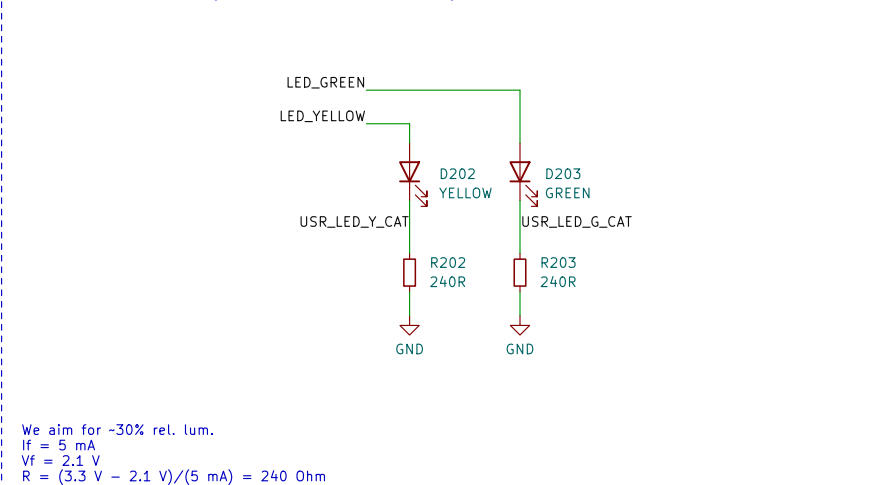 LED_GREEN
LED_YELLOW
D202
YELLOW
D203
GREEN
USR_LED_Y_CAT
USR_LED_G_CAT
R202
240R
R203
240R
GND
GND
We aim for ~30% rel. lum.
If = 5 mA
Vf = 2.1 V
R = (3.3 V - 2.1 V)/(5 mA) = 240 Ohm